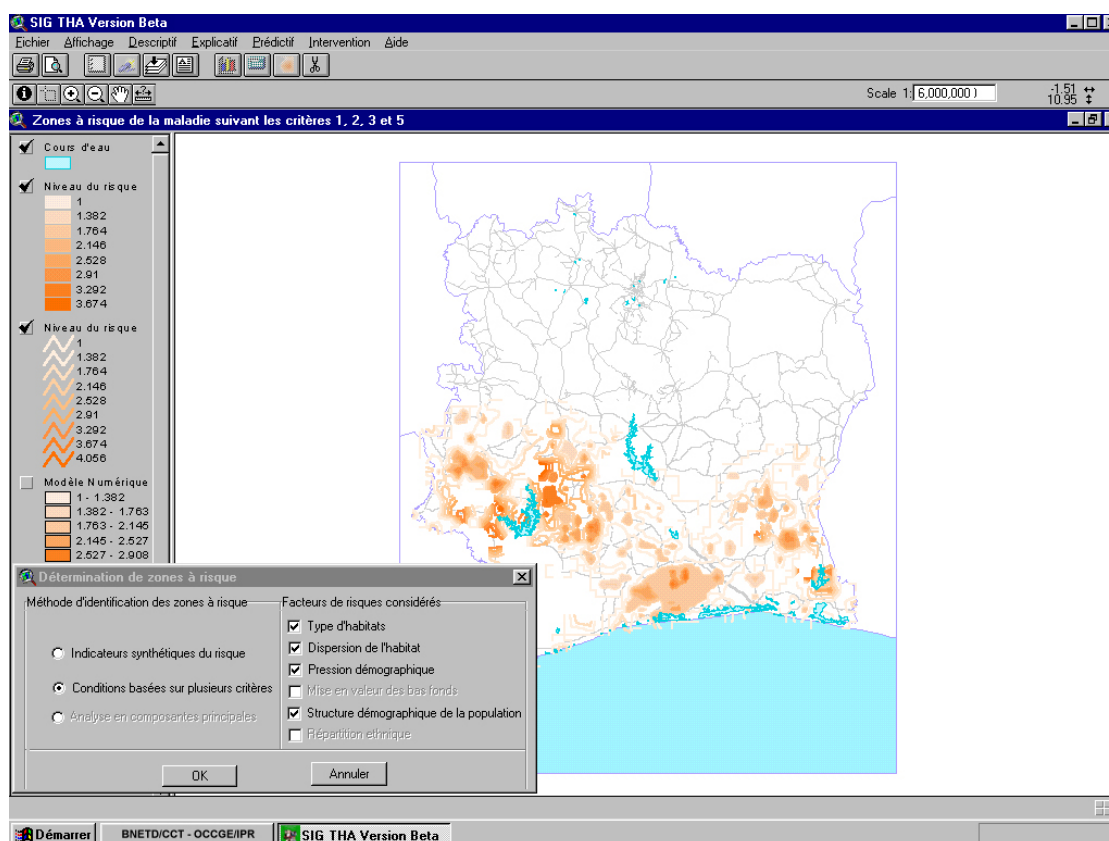 SIG THA Version Beta
Fichier Affichage Descriptif Explicatif Prédictif Intervention Aide
Scale 1: 6,000,000 )
-1.51
10.95
Zones à risque de la maladie suivant les critères 1, 2, 3 et 5
Cours d'eau
Niveau du risque
1
1.382
1.764
2.146
2.528
2.91
3.292
3.674
Niveau du risque
1
1.382
1.764
2.146
2.528
2.91
3.292
3.674
4.056
Modèle Numérique
1 - 1.382
1.382 - 1.763
1.763 - 2.145
2.145 - 2.527
2.527 - 2.908
Détermination de zones à risque
Méthode d'identification des zones à risque
Indicateurs synthétiques du risque
Conditions basées sur plusieurs critères
Analyse en composantes principales
Facteurs de risques considérés
Type d'habitats
Dispersion de l'habitat
Pression démographique
Mise en valeur des bas fonds
Structure démographique de la population
Répartition ethnique
OK
Annuler
Démarrer
BNETD/CCT - OCCGE/IPR
SIG THA Version Beta